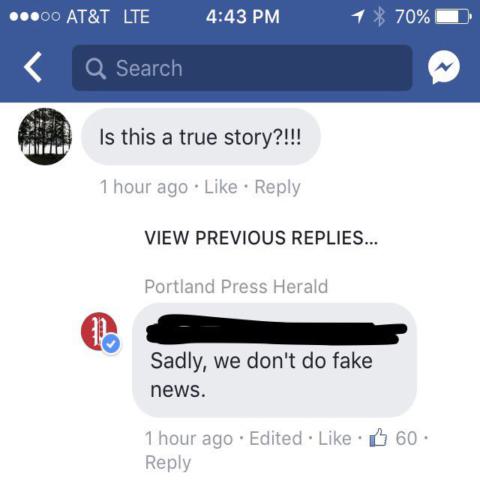 AT&T LTE 4:43 PM 70%
Search
Is this a true story?!!!
1 hour ago · Like · Reply
VIEW PREVIOUS REPLIES...
Portland Press Herald
Sadly, we don't do fake
news.
1 hour ago · Edited · Like · 60 ·
Reply